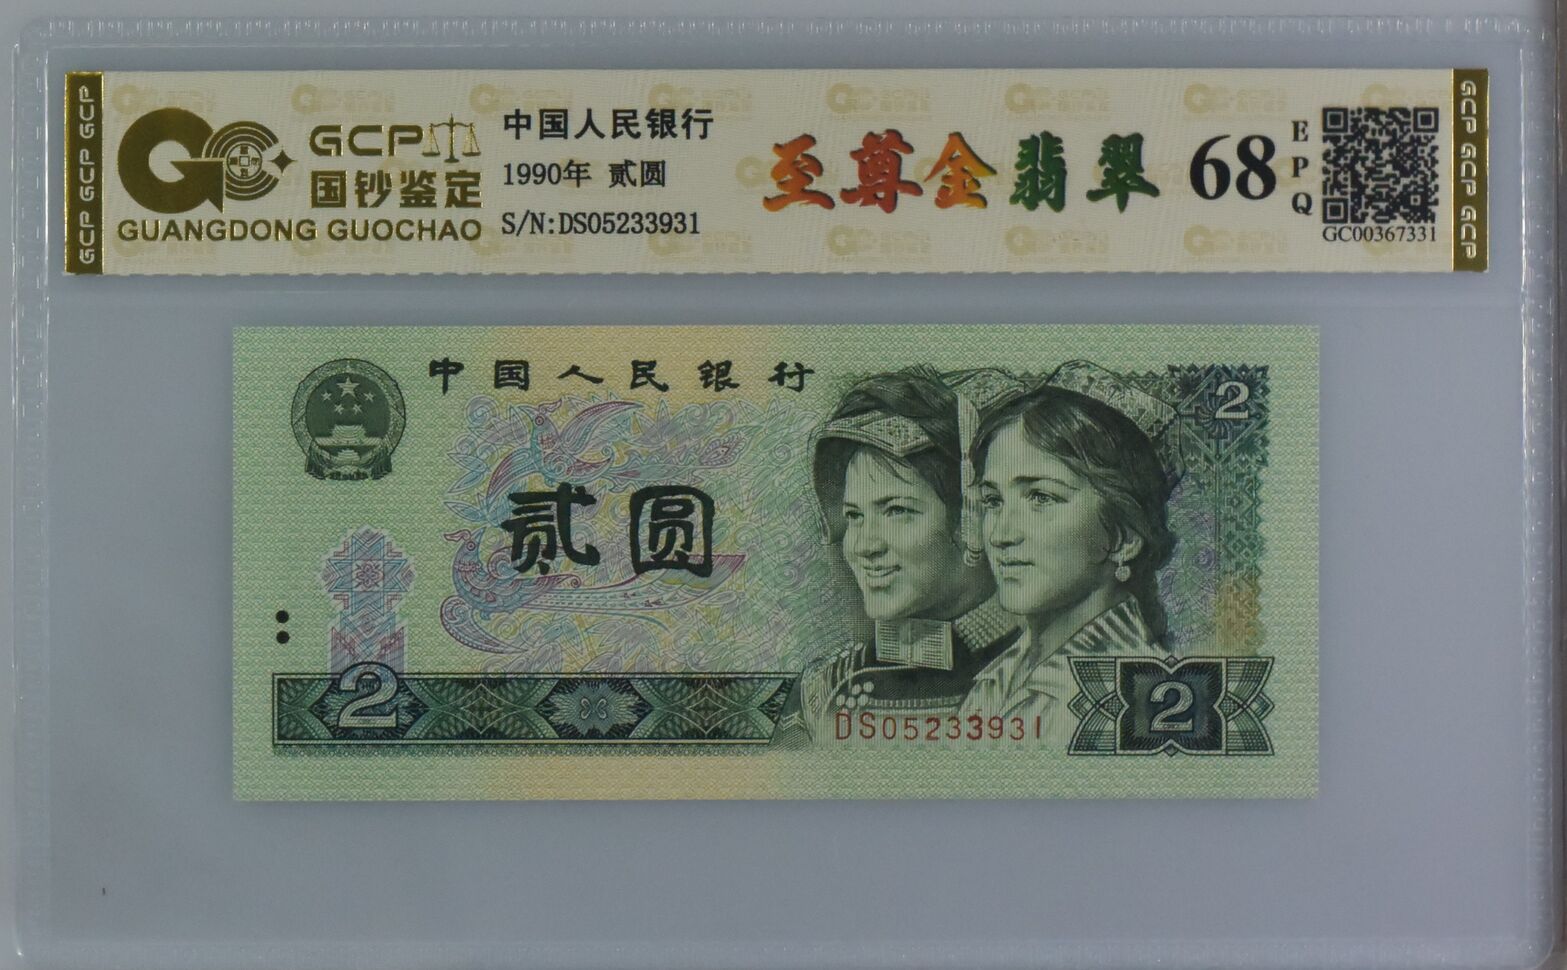 GCP GCP GCP
GCP
国钞鉴定
GUANGDONG GUOCHAO
中国人民银行
1990年 贰圆
S/N:DS05233931
至尊金翡翠
68
EPQ
GC00367331
GCP GCP GCP
中国人民银行
2
贰圆
2
DS05233931
2